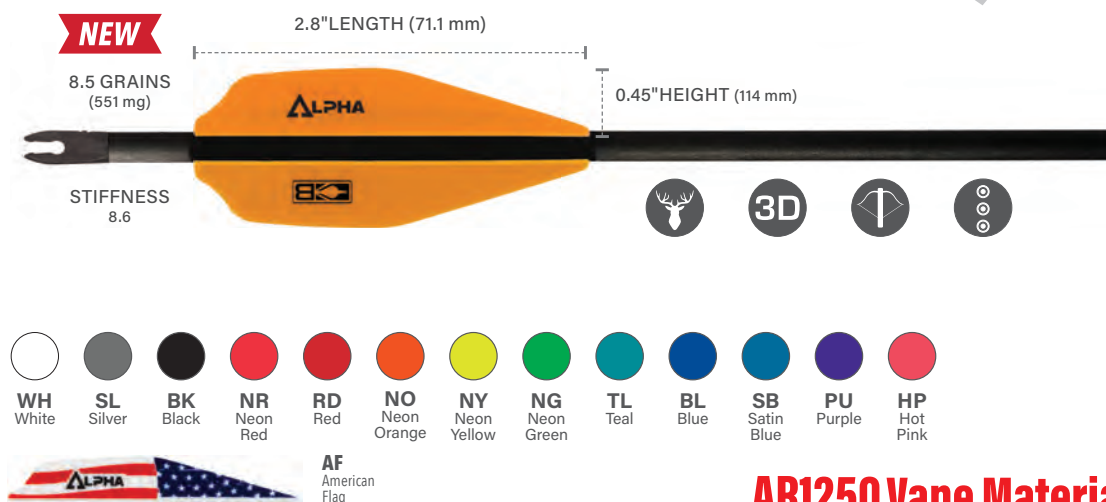 NEW
2.8"LENGTH (71.1 mm)
8.5 GRAINS
(551 mg)
0.45"HEIGHT (114 mm)
ALPHA
STIFFNESS
8.6
3D
WH
White
SL
Silver
BK
Black
NR
Neon
Red
RD
Red
NO
Neon
Orange
NY
Neon
Yellow
NG
Neon
Green
TL
Teal
BL
Blue
SB
Satin
Blue
PU
Purple
HP
Hot
Pink
ALPHA
AF
American
Flag
AR1250 Vane Materia